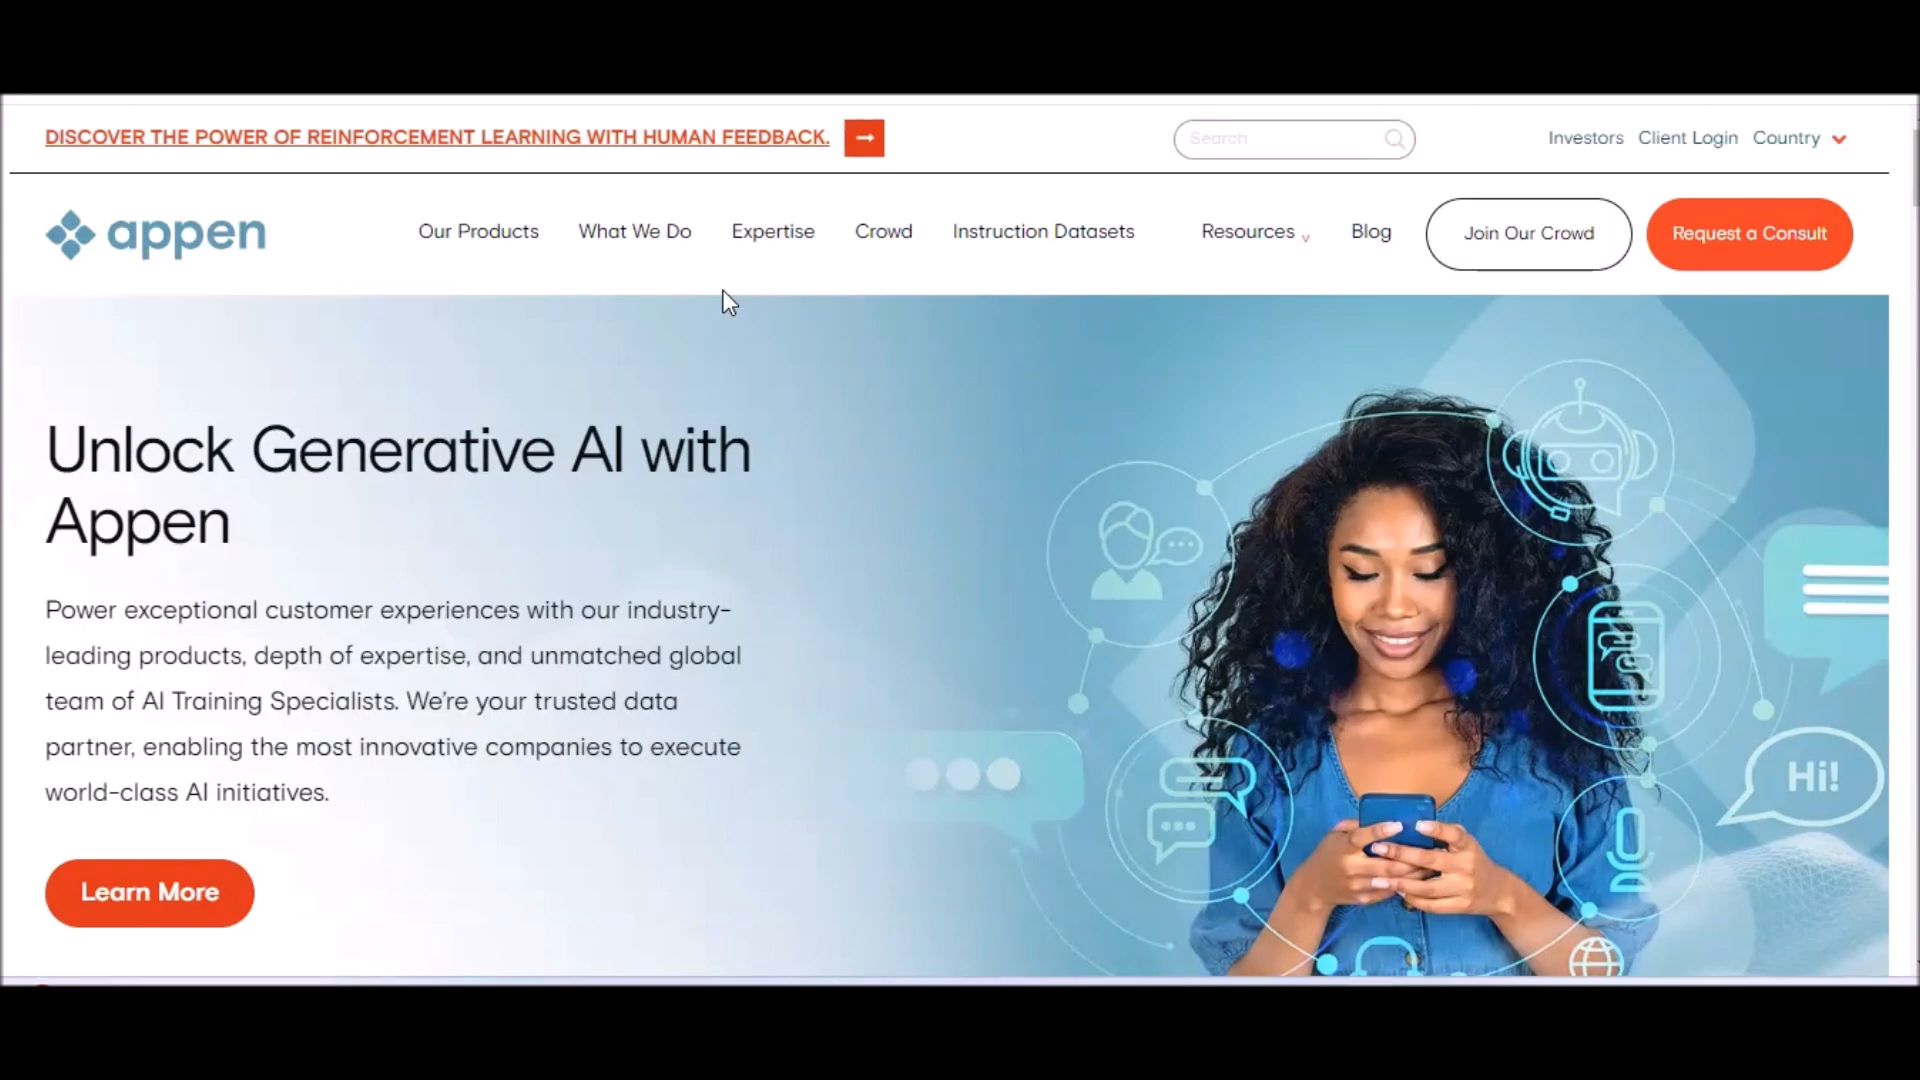 DISCOVER THE POWER OF REINFORCEMENT LEARNING WITH HUMAN FEEDBACK.
Search
Investors Client Login Country
appen
Our Products What We Do Expertise Crowd Instruction Datasets Resources Blog Join Our Crowd Request a Consult
Unlock Generative AI with
Appen
Power exceptional customer experiences with our industry-
leading products, depth of expertise, and unmatched global
team of AI Training Specialists. We're your trusted data
partner, enabling the most innovative companies to execute
world-class AI initiatives.
Learn More
Hi!